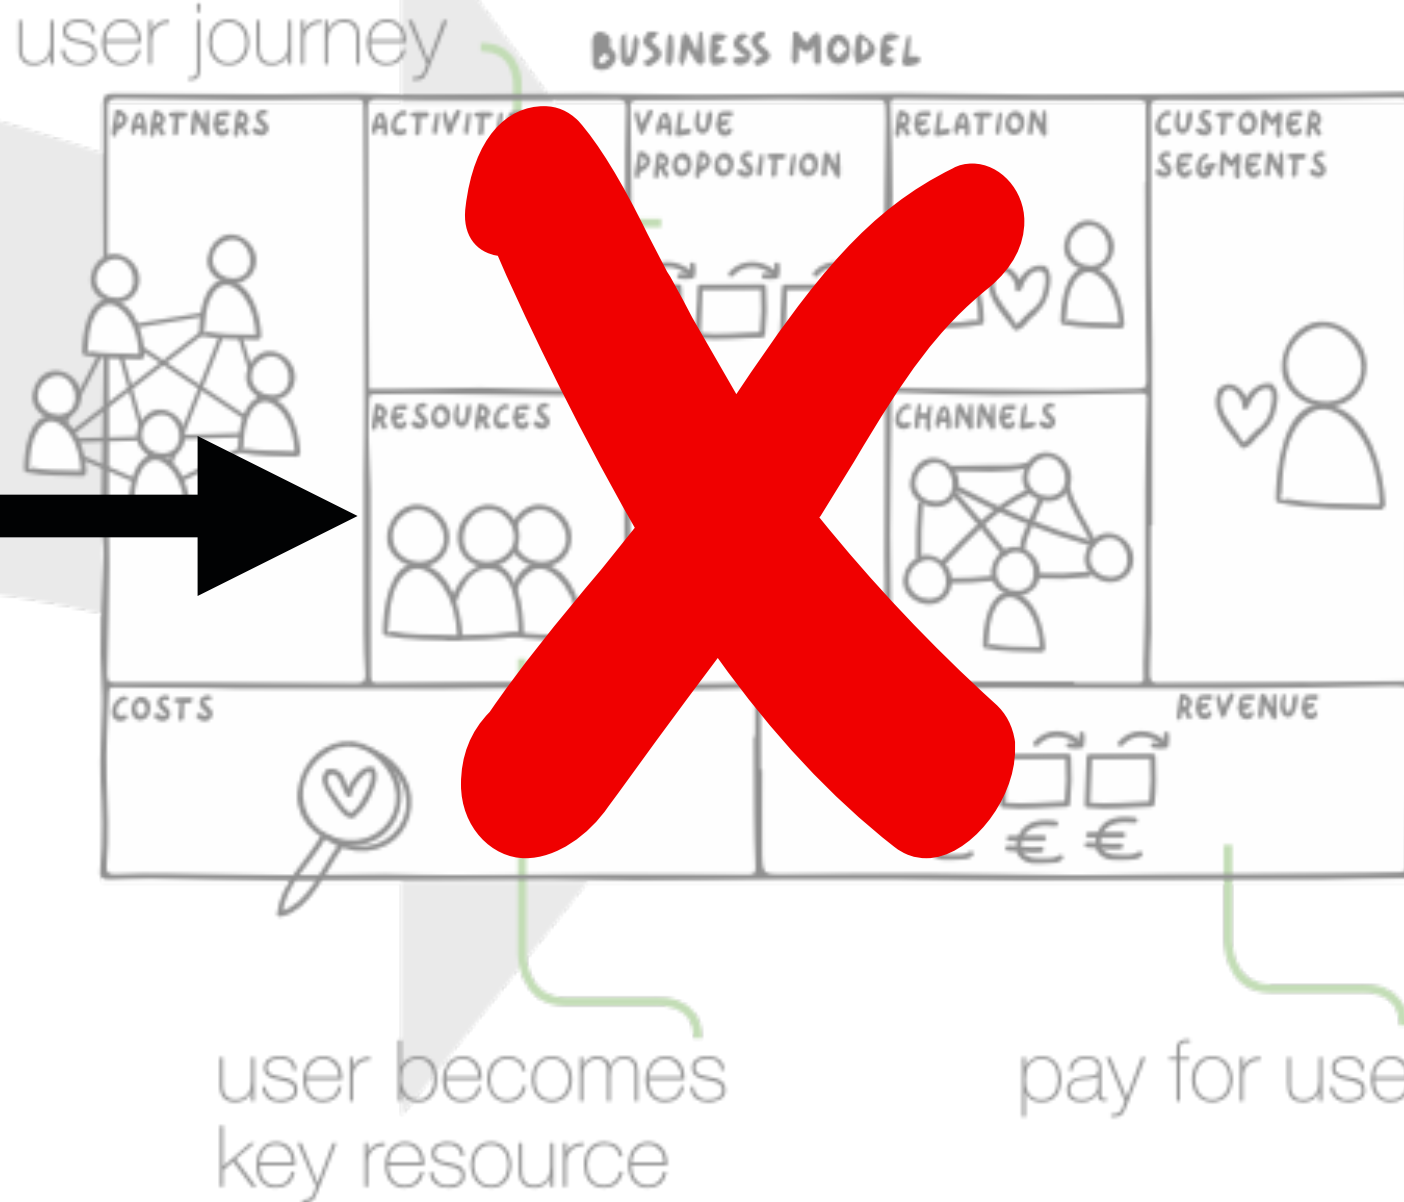 user journey
BUSINESS MODEL
PARTNERS
ACTIVITI
VALUE
PROPOSITION
RELATION
CUSTOMER
SEGMENTS
RESOURCES
CHANNELS
COSTS
REVENUE
€ €
user becomes
key resource
pay for use